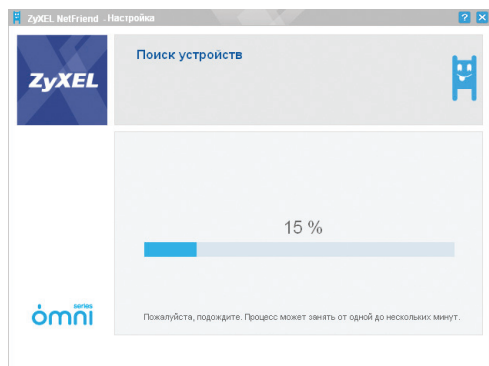 ZyXEL NetFriend - Настройка
Поиск устройств
ZyXEL
15 %
series
omni
Пожалуйста, подождите. Процесс может занять от одной до нескольких минут.